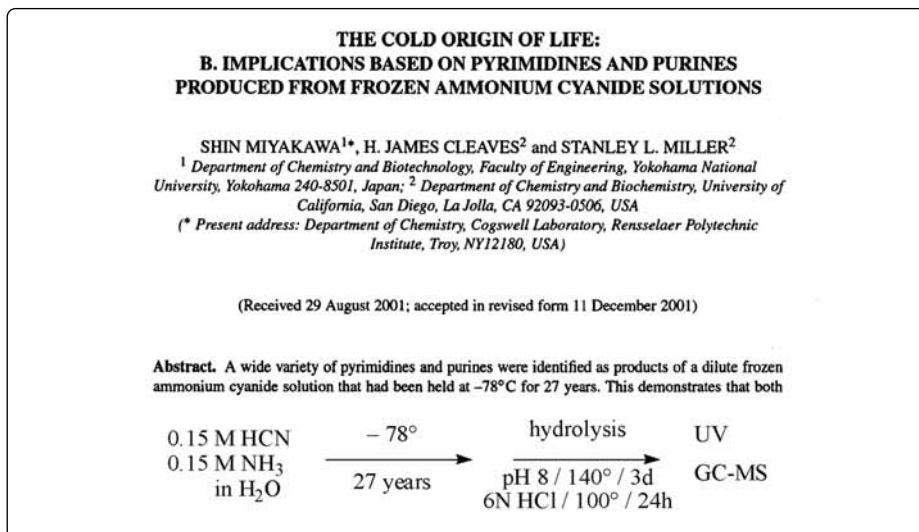 THE COLD ORIGIN OF LIFE:
B. IMPLICATIONS BASED ON PYRIMIDINES AND PURINES
PRODUCED FROM FROZEN AMMONIUM CYANIDE SOLUTIONS
SHIN MIYAKAWA¹*, H. JAMES CLEAVES² and STANLEY L. MILLER²
¹ Department of Chemistry and Biotechnology, Faculty of Engineering, Yokohama National
University, Yokohama 240-8501, Japan; ² Department of Chemistry and Biochemistry, University of
California, San Diego, La Jolla, CA 92093-0506, USA
(* Present address: Department of Chemistry, Cogswell Laboratory, Rensselaer Polytechnic
Institute, Troy, NY12180, USA)
(Received 29 August 2001; accepted in revised form 11 December 2001)
Abstract. A wide variety of pyrimidines and purines were identified as products of a dilute frozen
ammonium cyanide solution that had been held at –78°C for 27 years. This demonstrates that both
0.15 M HCN
0.15 M NH₃
in H₂O
– 78°
27 years
hydrolysis
pH 8 / 140° / 3d
6N HCl / 100° / 24h
UV
GC-MS